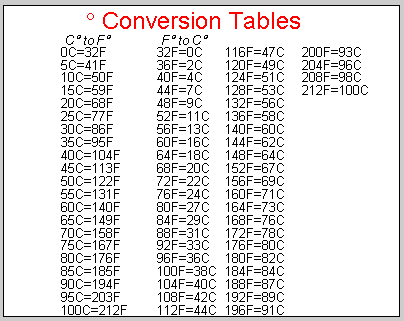 ° Conversion Tables
C° to F° F° to C°
0C=32F 32F=0C 116F=47C 200F=93C
5C=41F 36F=2C 120F=49C 204F=96C
10C=50F 40F=4C 124F=51C 208F=98C
15C=59F 44F=7C 128F=53C 212F=100C
20C=68F 48F=9C 132F=56C
25C=77F 52F=11C 136F=58C
30C=86F 56F=13C 140F=60C
35C=95F 60F=16C 144F=62C
40C=104F 64F=18C 148F=64C
45C=113F 68F=20C 152F=67C
50C=122F 72F=22C 156F=69C
55C=131F 76F=24C 160F=71C
60C=140F 80F=27C 164F=73C
65C=149F 84F=29C 168F=76C
70C=158F 88F=31C 172F=78C
75C=167F 92F=33C 176F=80C
80C=176F 96F=36C 180F=82C
85C=185F 100F=38C 184F=84C
90C=194F 104F=40C 188F=87C
95C=203F 108F=42C 192F=89C
100C=212F 112F=44C 196F=91C